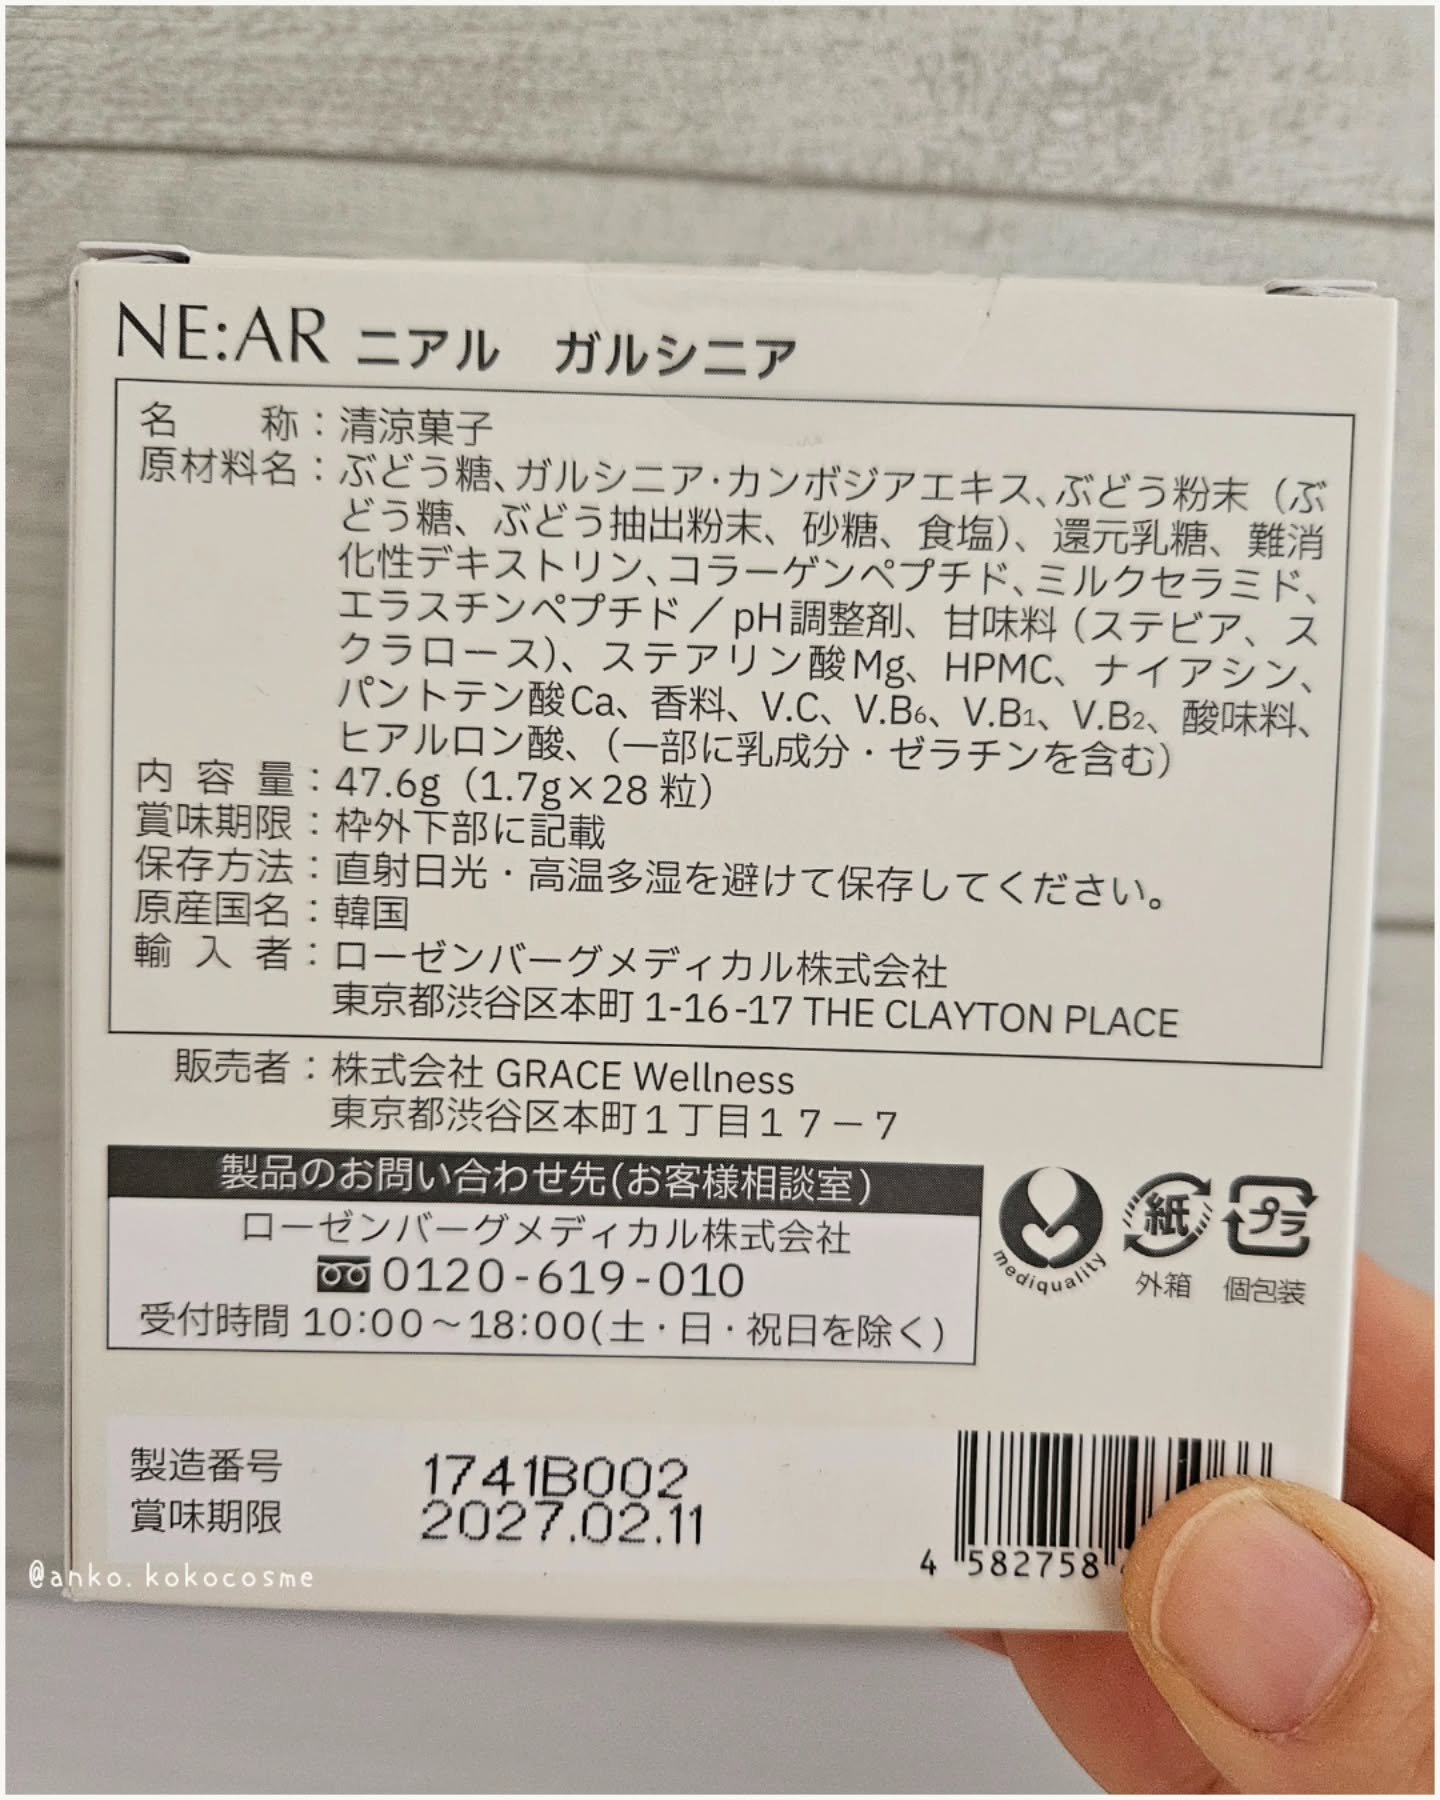 NE:AR ニアル ガルシニア
名 称：清涼菓子
原材料名：ぶどう糖、ガルシニア・カンボジアエキス、ぶどう粉末（ぶ
どう糖、ぶどう抽出粉末、砂糖、食塩）、還元乳糖、難消
化性デキストリン、コラーゲンペプチド、ミルクセラミド、
エラスチンペプチド／pH調整剤、甘味料（ステビア、ス
クラロース）、ステアリン酸Mg、HPMC、ナイアシン、
パントテン酸Ca、香料、V.C、V.B6、V.B1、V.B2、酸味料、
ヒアルロン酸、（一部に乳成分・ゼラチンを含む）
内容量：47.6g（1.7g×28 粒）
賞味期限：枠外下部に記載
保存方法：直射日光・高温多湿を避けて保存してください。
原産国名：韓国
輸入者：ローゼンバーグメディカル株式会社
東京都渋谷区本町 1-16-17 THE CLAYTON PLACE
販売者：株式会社 GRACE Wellness
東京都渋谷区本町１丁目１７－７
製品のお問い合わせ先(お客様相談室)
ローゼンバーグメディカル株式会社
0120-619-010
受付時間 10:00～18:00(土・日・祝日を除く)
mediquality
紙
外箱
プラ
個包装
製造番号 1741B002
賞味期限 2027.02.11
4 582758
@anko.kokocosme